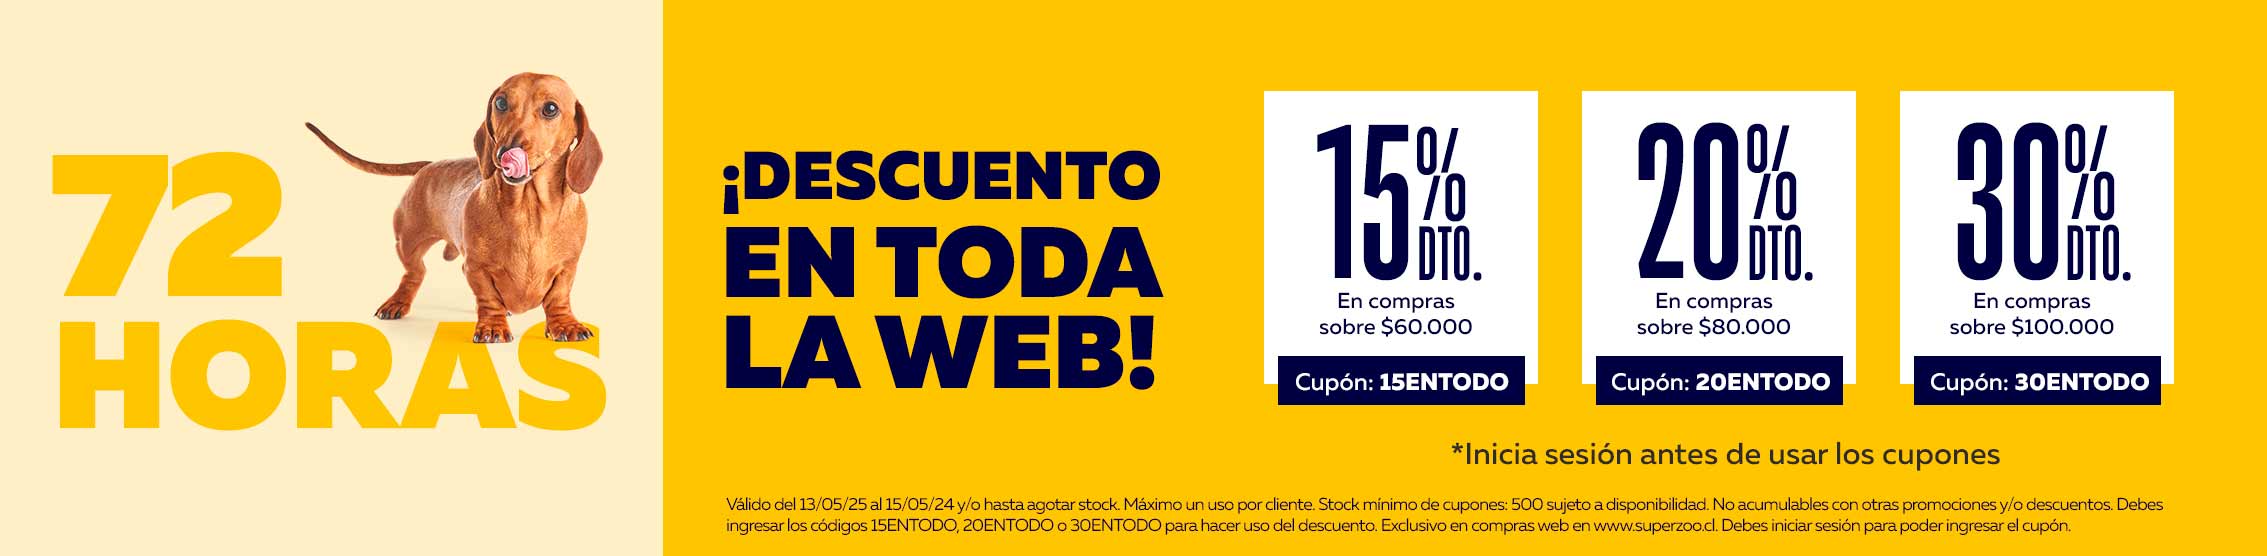 72
HORAS
¡DESCUENTO
EN TODA
LA WEB!
15% DTO.
En compras
sobre $60.000
Cupón: 15ENTODO
20% DTO.
En compras
sobre $80.000
Cupón: 20ENTODO
30% DTO.
En compras
sobre $100.000
Cupón: 30ENTODO
*Inicia sesión antes de usar los cupones
Válido del 13/05/25 al 15/05/24 y/o hasta agotar stock. Máximo un uso por cliente. Stock mínimo de cupones: 500 sujeto a disponibilidad. No acumulables con otras promociones y/o descuentos. Debes
ingresar los códigos 15ENTODO, 20ENTODO o 30ENTODO para hacer uso del descuento. Exclusivo en compras web en www.superzoo.cl. Debes iniciar sesión para poder ingresar el cupón.